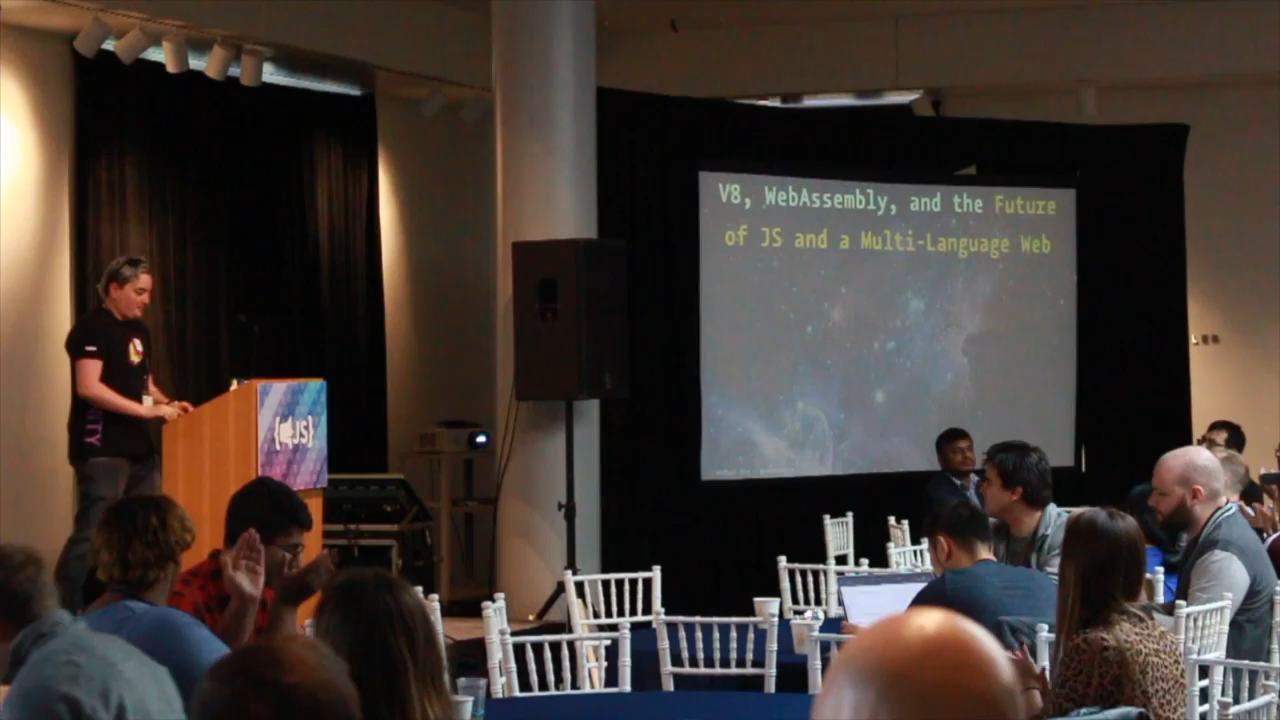 V8, WebAssembly, and the Future
of JS and a Multi-Language Web
{JS}